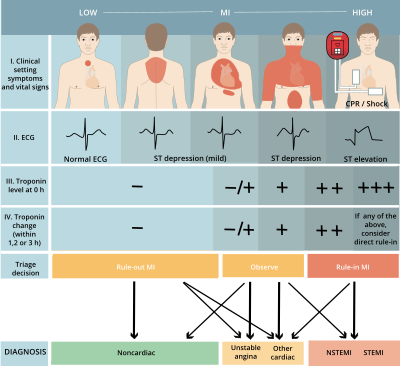 LOW MI HIGH
I. Clinical
setting
symptoms
and vital signs
CPR / Shock
II. ECG
Normal ECG ST depression (mild) ST depression ST elevation
III. Troponin
level at 0 h
− −/+ + ++ +++
IV. Troponin
change
(within
1,2 or 3 h)
− −/+ + ++
If any of the
above,
consider
direct rule-in
Triage
decision
Rule-out MI Observe Rule-in MI
DIAGNOSIS
Noncardiac
Unstable
angina
Other
cardiac
NSTEMI STEMI